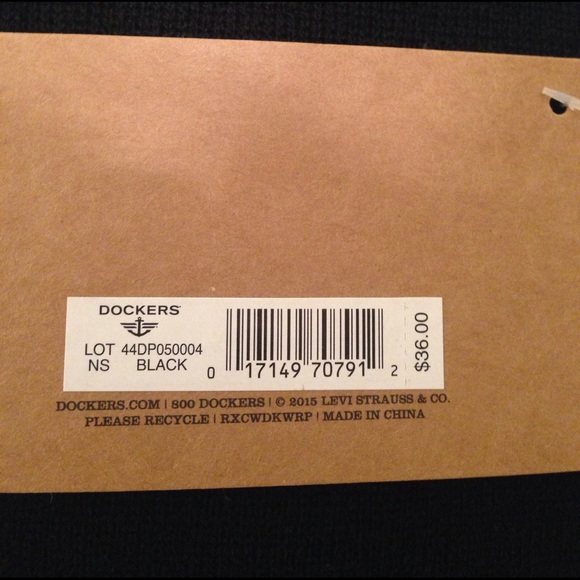 DOCKERS
LOT 44DP050004
NS BLACK
0 17149 70791 2
$36.00
DOCKERS.COM | 800 DOCKERS | © 2015 LEVI STRAUSS & CO.
PLEASE RECYCLE | RXCWDKWRP | MADE IN CHINA